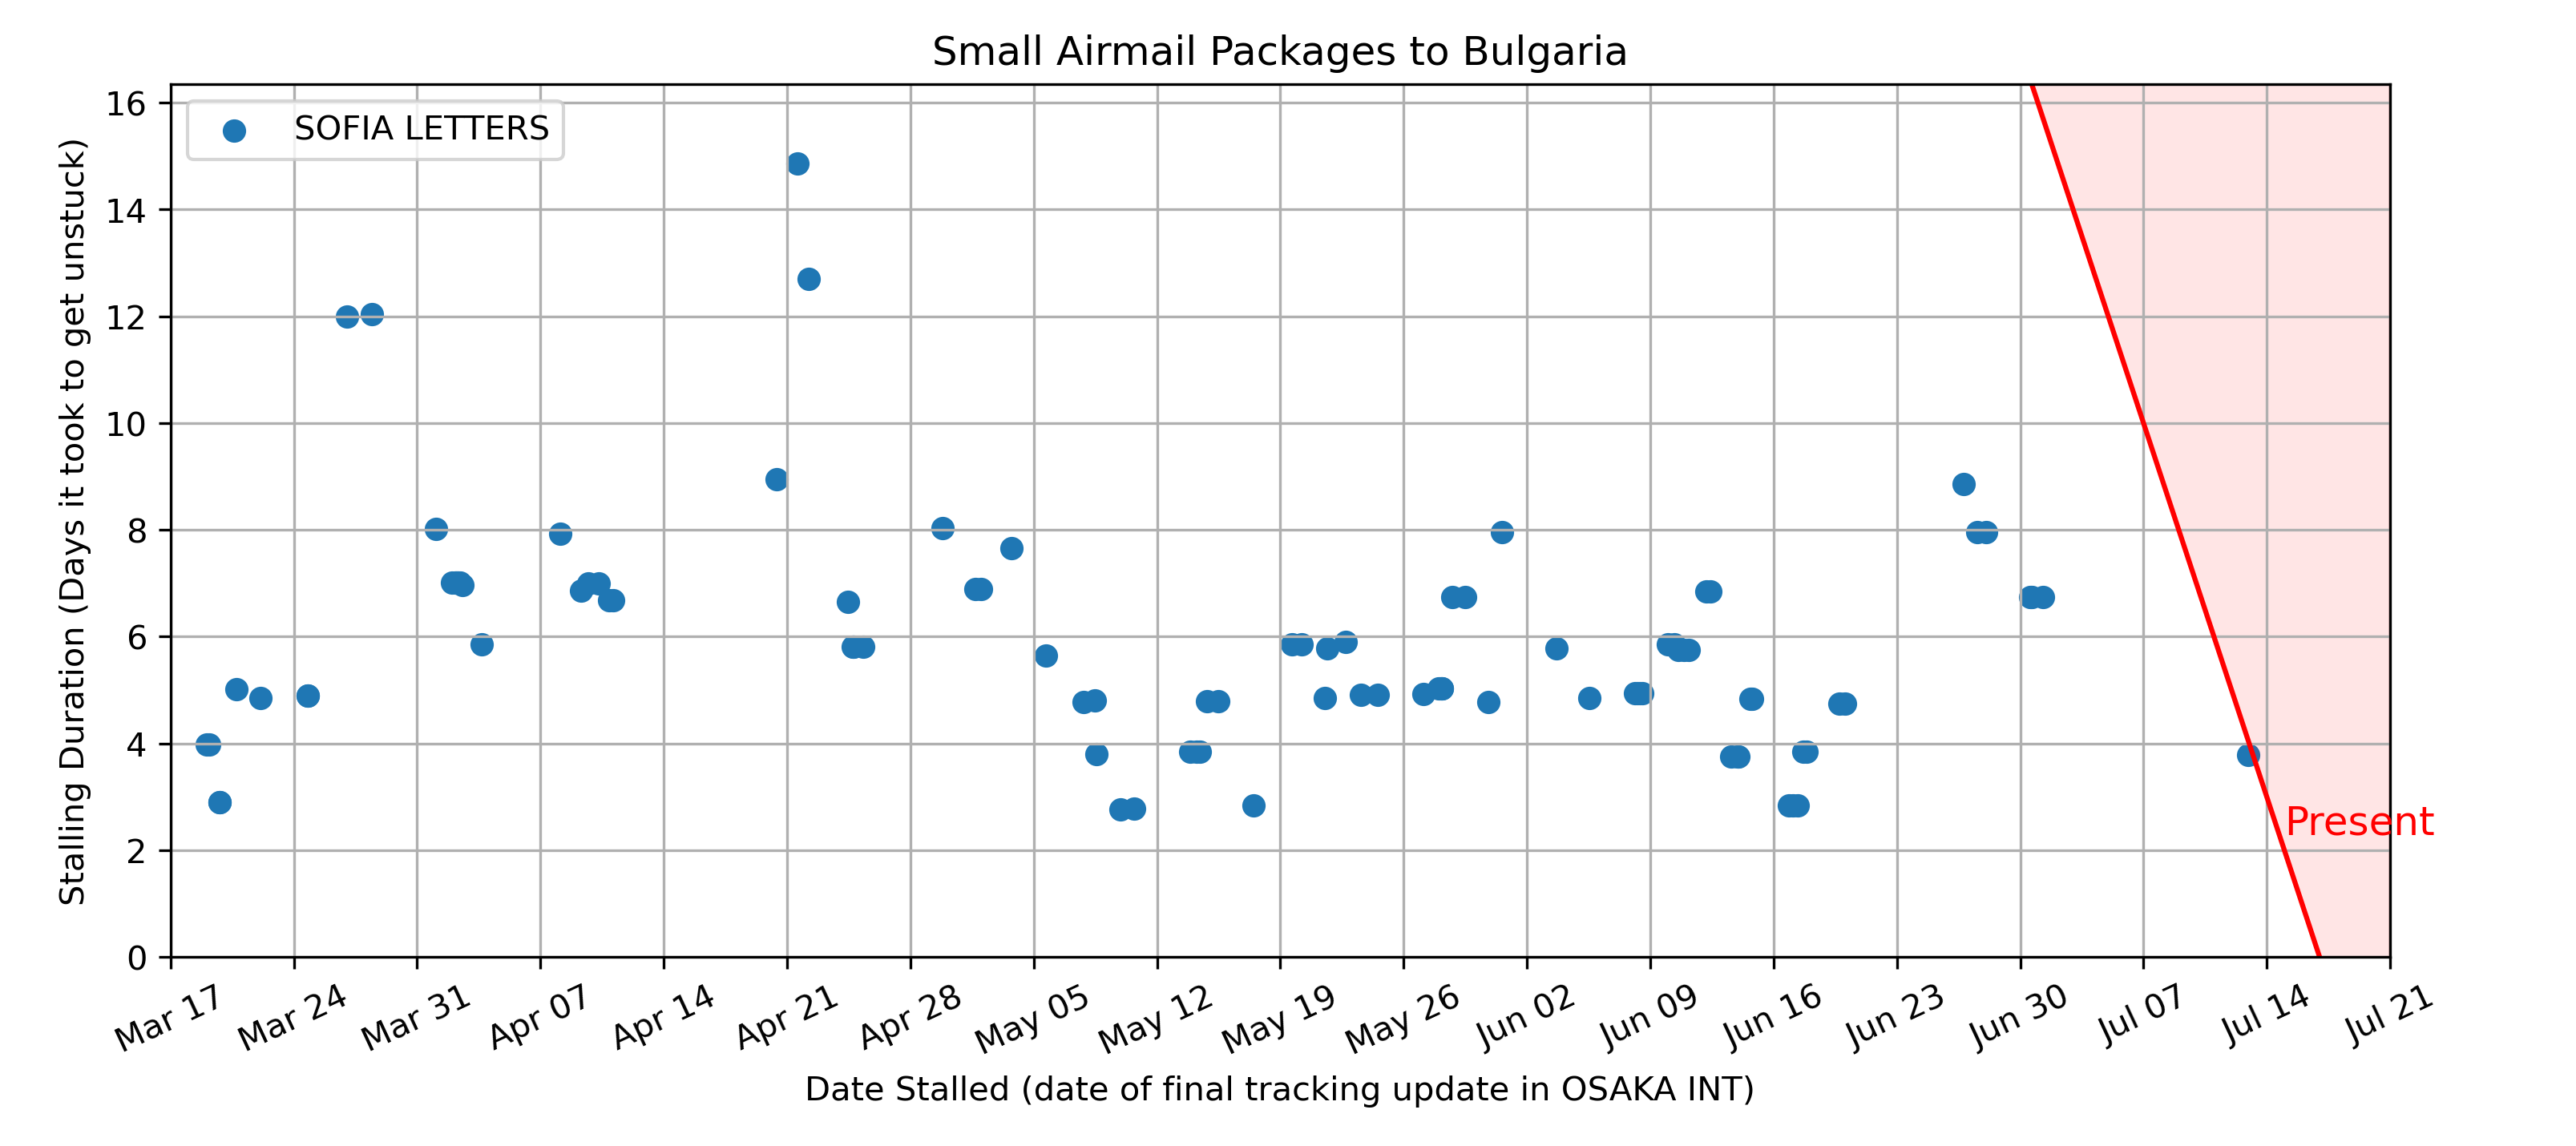 Small Airmail Packages to Bulgaria
SOFIA LETTERS
Stalling Duration (Days it took to get unstuck)
16
14
12
10
8
6
4
2
0
Present
Mar 17
Mar 24
Mar 31
Apr 07
Apr 14
Apr 21
Apr 28
May 05
May 12
May 19
May 26
Jun 02
Jun 09
Jun 16
Jun 23
Jun 30
Jul 07
Jul 14
Jul 21
Date Stalled (date of final tracking update in OSAKA INT)